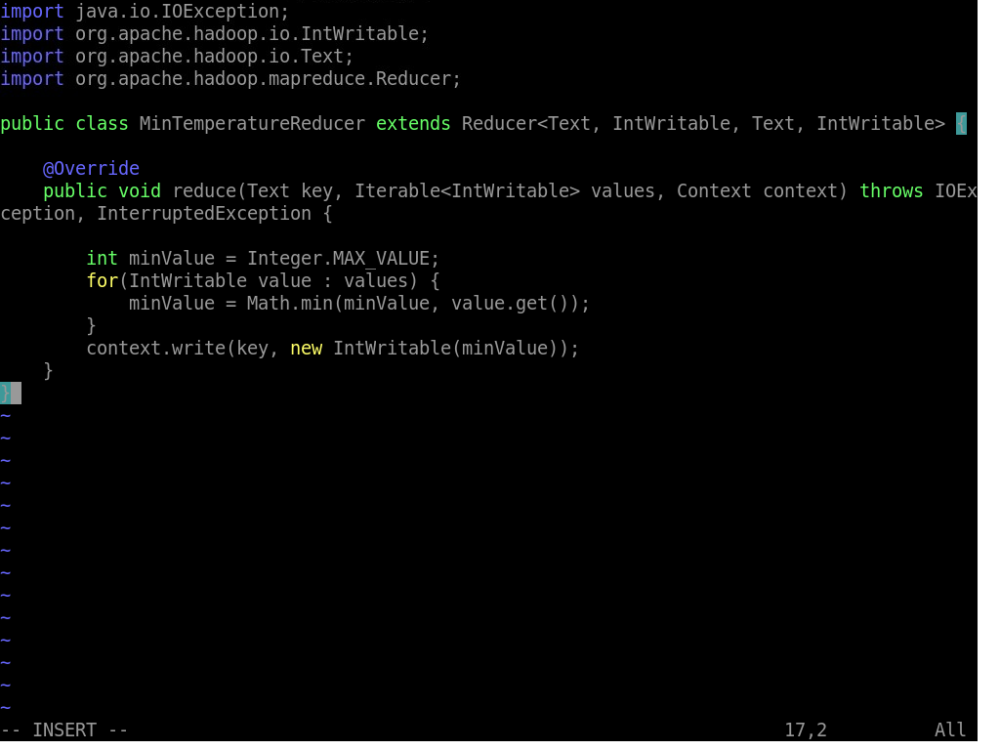 import java.io.IOException;
import org.apache.hadoop.io.IntWritable;
import org.apache.hadoop.io.Text;
import org.apache.hadoop.mapreduce.Reducer;

public class MinTemperatureReducer extends Reducer<Text, IntWritable, Text, IntWritable> {

    @Override
    public void reduce(Text key, Iterable<IntWritable> values, Context context) throws IOEx
ception, InterruptedException {

        int minValue = Integer.MAX_VALUE;
        for(IntWritable value : values) {
            minValue = Math.min(minValue, value.get());
        }
        context.write(key, new IntWritable(minValue));
    }
}
~
~
~
~
~
~
~
~
~
~
~
~
~
~
-- INSERT --                                                             17,2          All